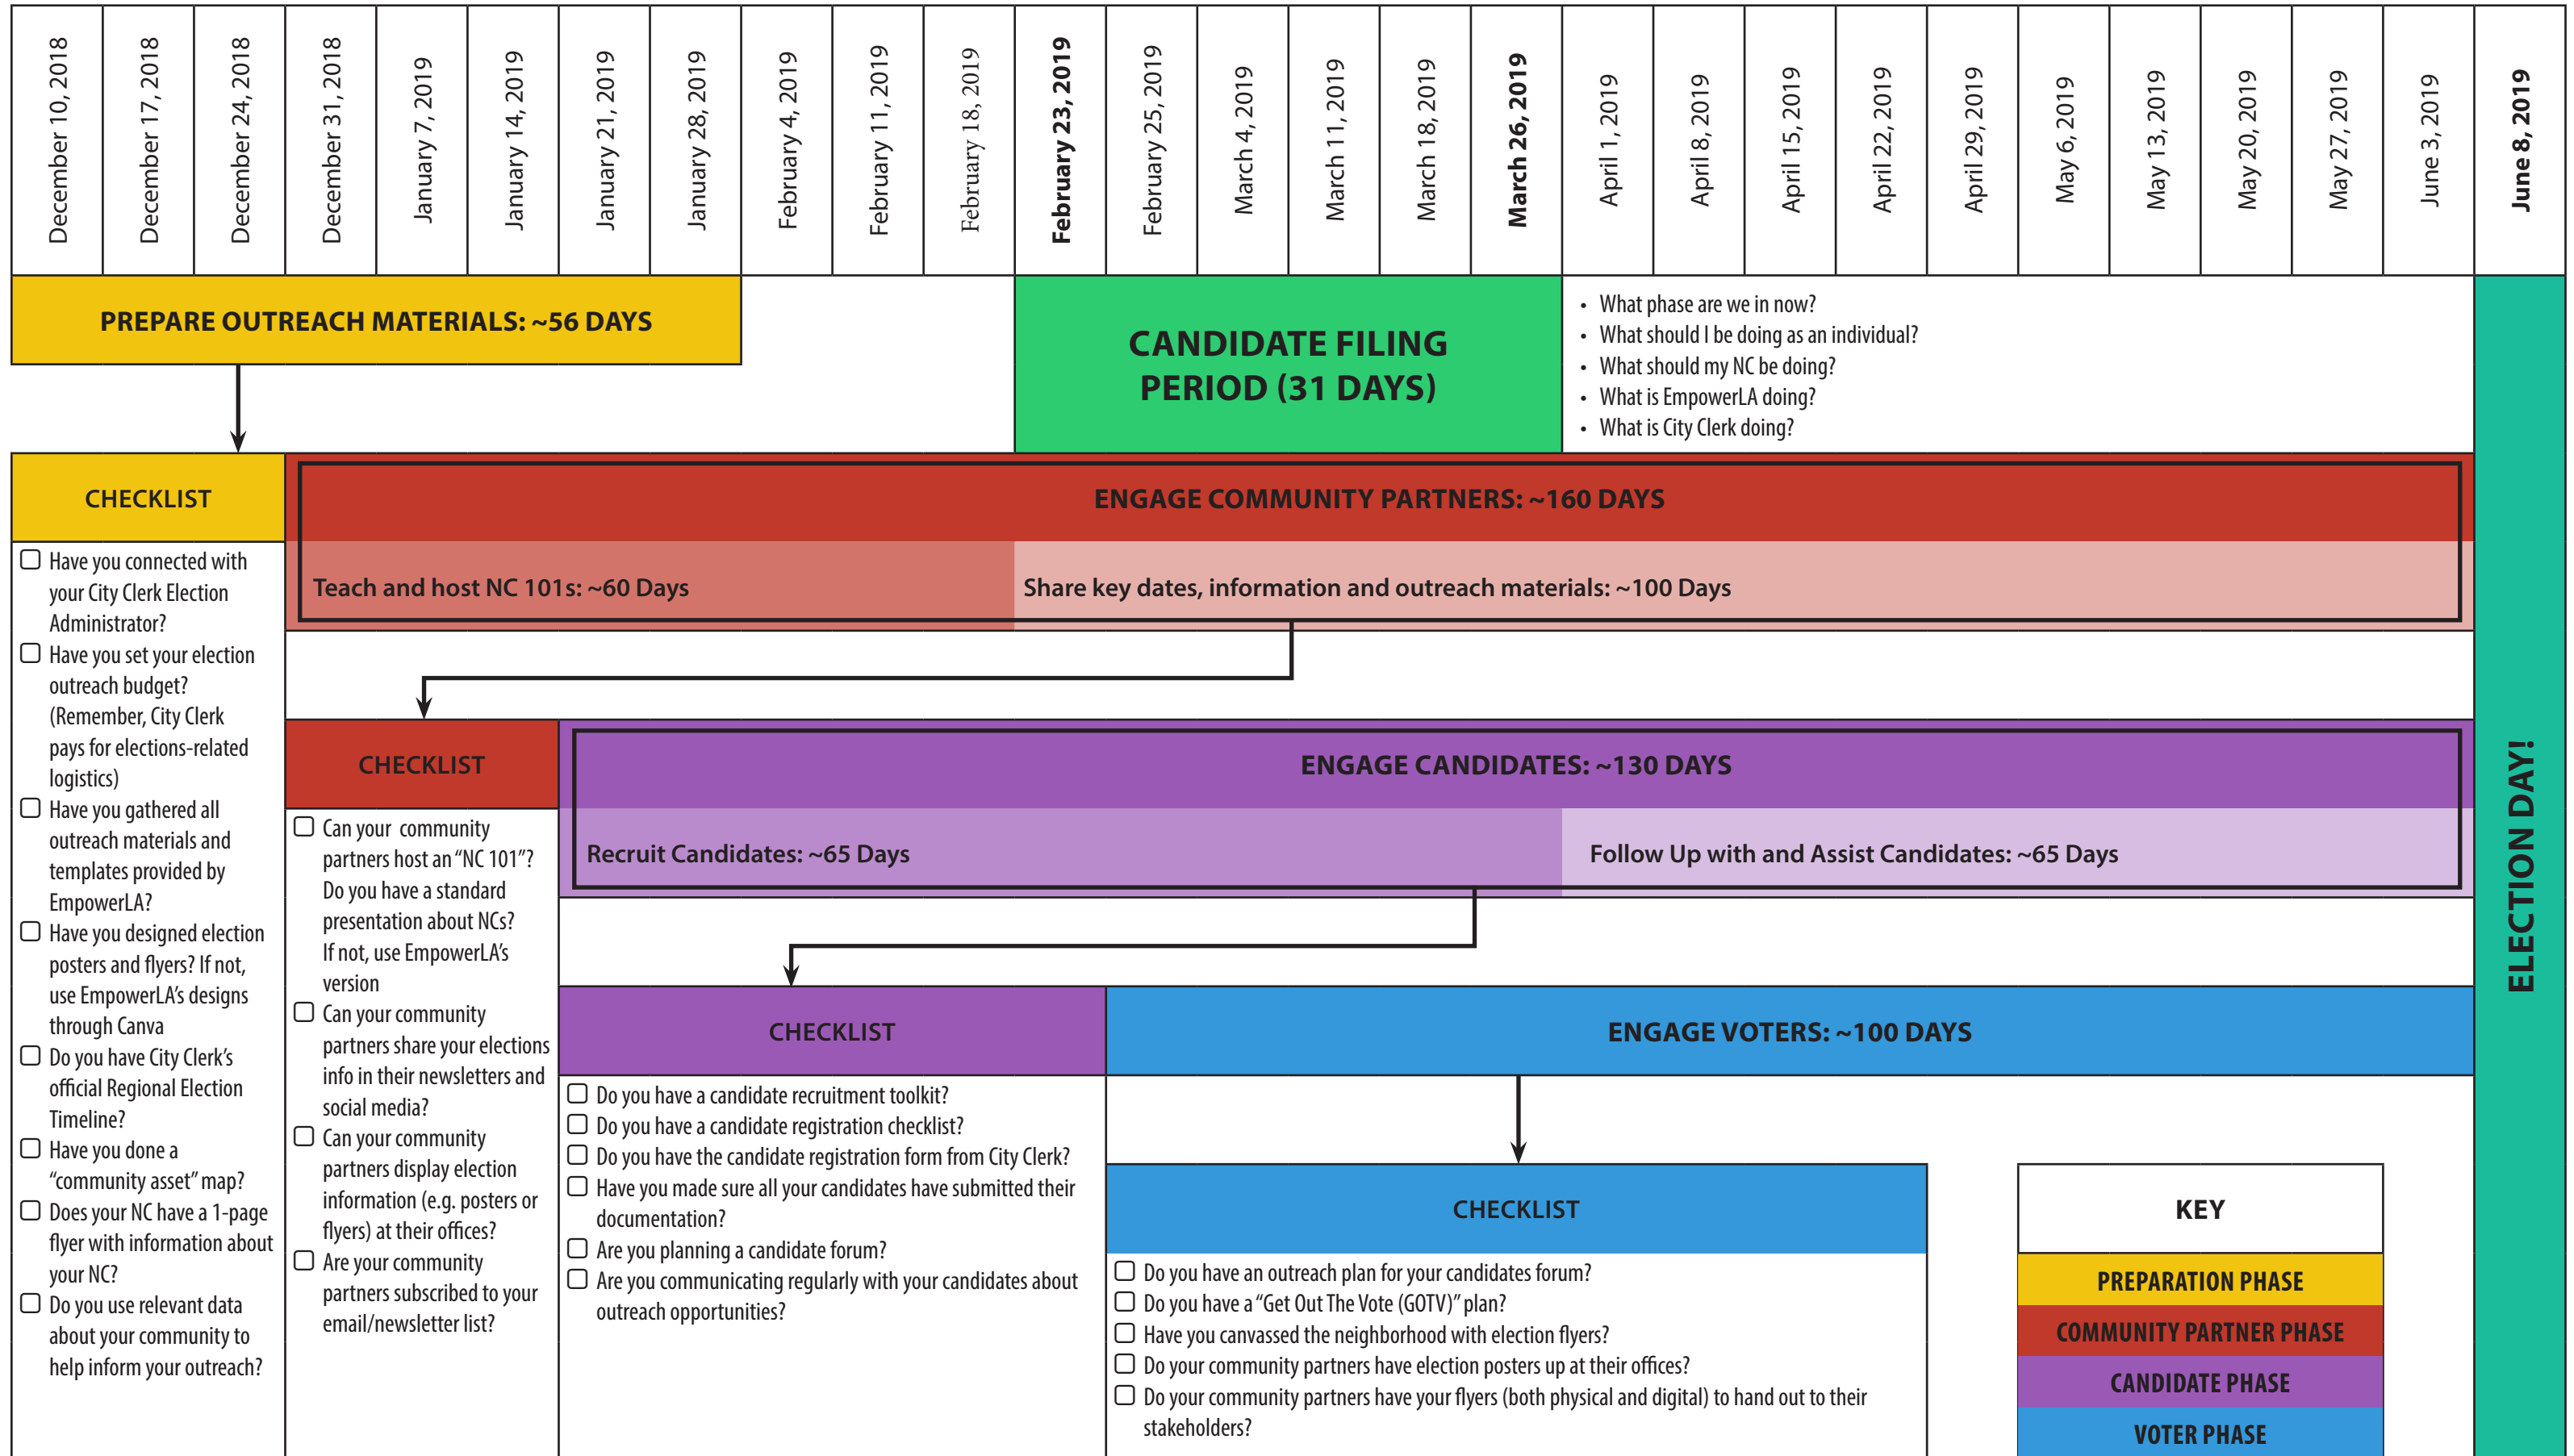 December 10, 2018
December 17, 2018
December 24, 2018
December 31, 2018
January 7, 2019
January 14, 2019
January 21, 2019
January 28, 2019
February 4, 2019
February 11, 2019
February 18, 2019
February 23, 2019
February 25, 2019
March 4, 2019
March 11, 2019
March 18, 2019
March 26, 2019
April 1, 2019
April 8, 2019
April 15, 2019
April 22, 2019
April 29, 2019
May 6, 2019
May 13, 2019
May 20, 2019
May 27, 2019
June 3, 2019
June 8, 2019
PREPARE OUTREACH MATERIALS: ~56 DAYS
CANDIDATE FILING
PERIOD (31 DAYS)
• What phase are we in now?
• What should I be doing as an individual?
• What should my NC be doing?
• What is EmpowerLA doing?
• What is City Clerk doing?
CHECKLIST
Have you connected with
your City Clerk Election
Administrator?
Have you set your election
outreach budget?
(Remember, City Clerk
pays for elections-related
logistics)
Have you gathered all
outreach materials and
templates provided by
EmpowerLA?
Have you designed election
posters and flyers? If not,
use EmpowerLA's designs
through Canva
Do you have City Clerk's
official Regional Election
Timeline?
Have you done a
“community asset” map?
Does your NC have a 1-page
flyer with information about
your NC?
Do you use relevant data
about your community to
help inform your outreach?
ENGAGE COMMUNITY PARTNERS: ~160 DAYS
Teach and host NC 101s: ~60 Days
Share key dates, information and outreach materials: ~100 Days
CHECKLIST
Can your community
partners host an “NC 101”?
Do you have a standard
presentation about NCs?
If not, use EmpowerLA's
version
Can your community
partners share your elections
info in their newsletters and
social media?
Can your community
partners display election
information (e.g. posters or
flyers) at their offices?
Are your community
partners subscribed to your
email/newsletter list?
ENGAGE CANDIDATES: ~130 DAYS
Recruit Candidates: ~65 Days
Follow Up with and Assist Candidates: ~65 Days
CHECKLIST
Do you have a candidate recruitment toolkit?
Do you have a candidate registration checklist?
Do you have the candidate registration form from City Clerk?
Have you made sure all your candidates have submitted their
documentation?
Are you planning a candidate forum?
Are you communicating regularly with your candidates about
outreach opportunities?
ENGAGE VOTERS: ~100 DAYS
CHECKLIST
Do you have an outreach plan for your candidates forum?
Do you have a “Get Out The Vote (GOTV)” plan?
Have you canvassed the neighborhood with election flyers?
Do your community partners have election posters up at their offices?
Do your community partners have your flyers (both physical and digital) to hand out to their
stakeholders?
KEY
PREPARATION PHASE
COMMUNITY PARTNER PHASE
CANDIDATE PHASE
VOTER PHASE
ELECTION DAY!